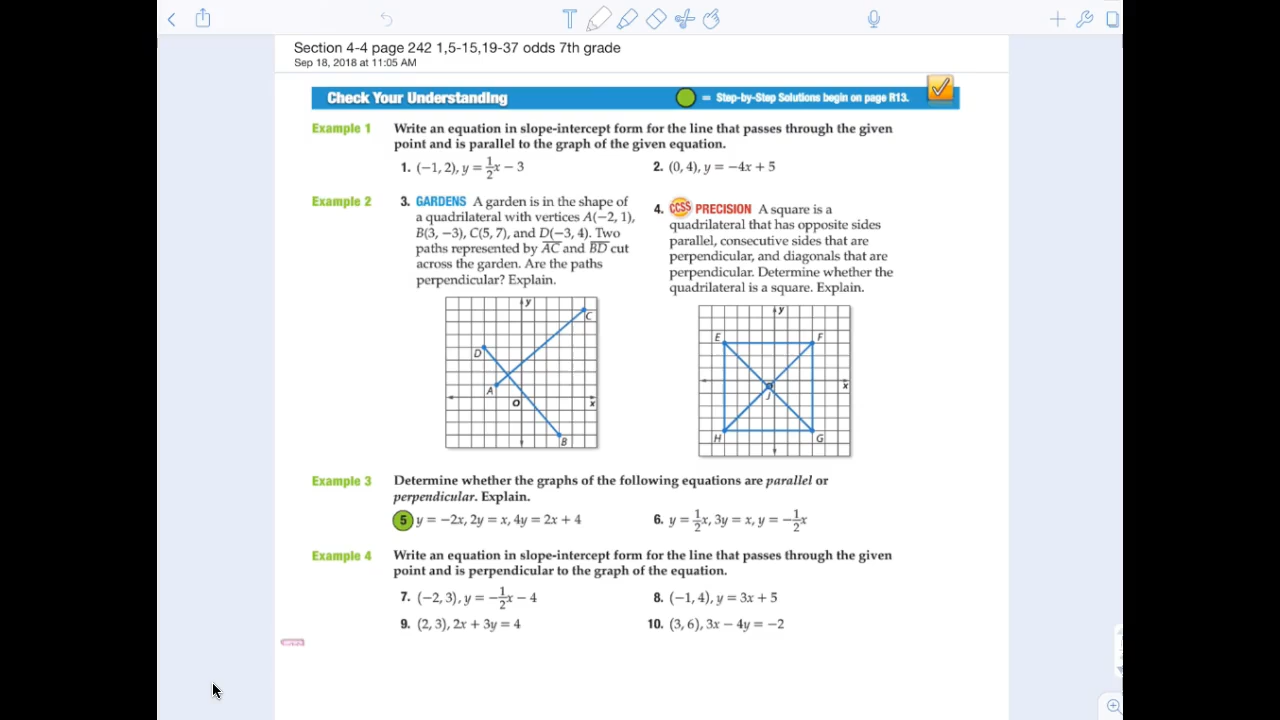 Section 4-4 page 242 1,5-15,19-37 odds 7th grade
Sep 18, 2018 at 11:05 AM
Check Your Understanding
= Step-by-Step Solutions begin on page R13.
Example 1
Write an equation in slope-intercept form for the line that passes through the given
point and is parallel to the graph of the given equation.
1. (−1, 2), y = 1/2x − 3
2. (0, 4), y = −4x + 5
Example 2
3. GARDENS A garden is in the shape of
a quadrilateral with vertices A(−2, 1),
B(3, −3), C(5, 7), and D(−3, 4). Two
paths represented by A̅C̅ and B̅D̅ cut
across the garden. Are the paths
perpendicular? Explain.
y
C
D
A
O
x
B
4. CCSS PRECISION A square is a
quadrilateral that has opposite sides
parallel, consecutive sides that are
perpendicular, and diagonals that are
perpendicular. Determine whether the
quadrilateral is a square. Explain.
y
E
F
x
J
H
G
Example 3
Determine whether the graphs of the following equations are parallel or
perpendicular. Explain.
5 y = −2x, 2y = x, 4y = 2x + 4
6. y = 1/2x, 3y = x, y = −1/2x
Example 4
Write an equation in slope-intercept form for the line that passes through the given
point and is perpendicular to the graph of the equation.
7. (−2, 3), y = −1/2x − 4
8. (−1, 4), y = 3x + 5
9. (2, 3), 2x + 3y = 4
10. (3, 6), 3x − 4y = −2